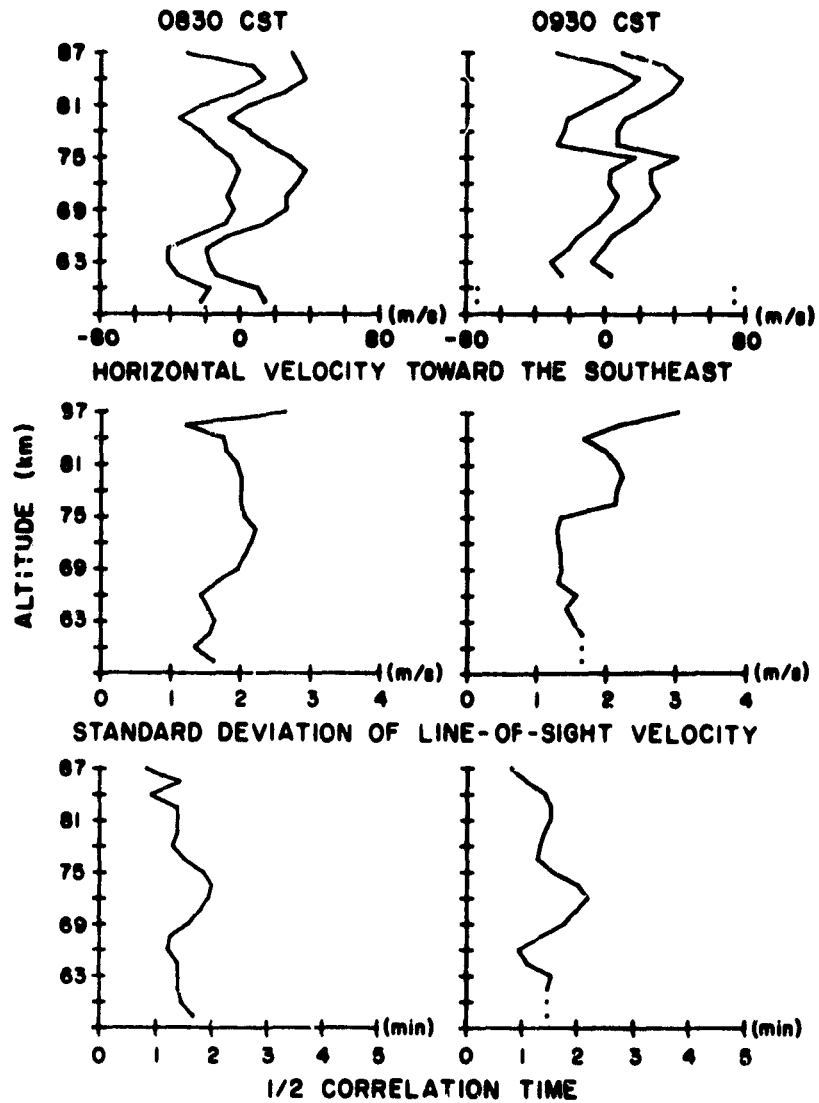 0830 CST
0930 CST
87
81
75
69
63
-80 0 80 (m/s)
-80 0 80 (m/s)
HORIZONTAL VELOCITY TOWARD THE SOUTHEAST
ALTITUDE (km)
97
81
75
69
63
0 1 2 3 4 (m/s)
0 1 2 3 4 (m/s)
STANDARD DEVIATION OF LINE-OF-SIGHT VELOCITY
87
81
75
69
63
0 1 2 3 4 5 (min)
0 1 2 3 4 5 (min)
1/2 CORRELATION TIME